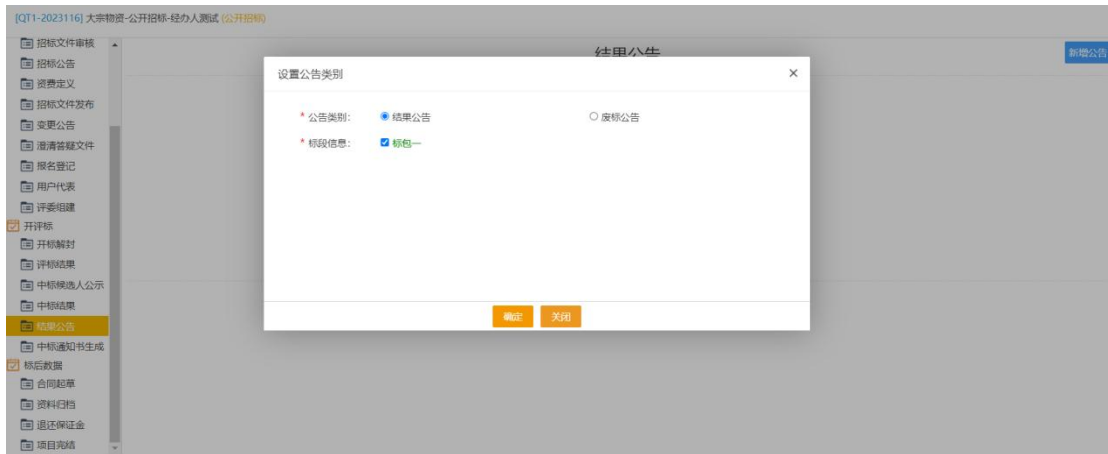 [QT1-2023116] 大宗物资-公开招标-经办人测试 (公开招标)
招标文件审核
招标公告
资费定义
招标文件发布
变更公告
澄清答疑文件
报名登记
用户代表
评委组建
开评标
开标解封
评标结果
中标候选人公示
中标结果
结果公告
中标通知书生成
标后数据
合同起草
资料归档
退还保证金
项目完结
结果公告
新增公告
设置公告类别
×
* 公告类别: 结果公告 废标公告
* 标段信息: 标包一
确定 关闭